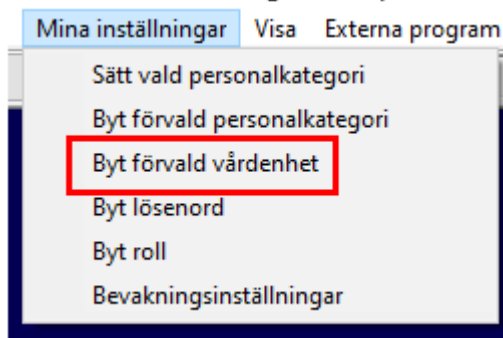 Mina inställningar Visa Externa program
Sätt vald personalkategori
Byt förvald personalkategori
Byt förvald vårdenhet
Byt lösenord
Byt roll
Bevakningsinställningar